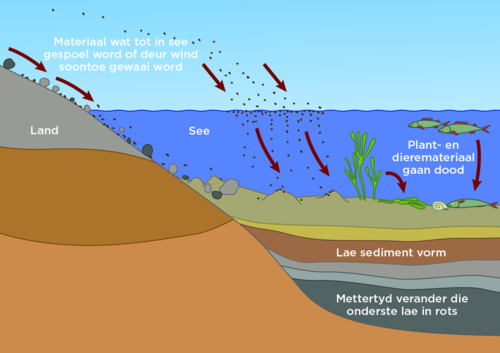 Materiaal wat tot in see
gespoel word of deur wind
soontoe gewaai word
Land
See
Plant- en
dieremateriaal
gaan dood
Lae sediment vorm
Mettertyd verander die
onderste lae in rots